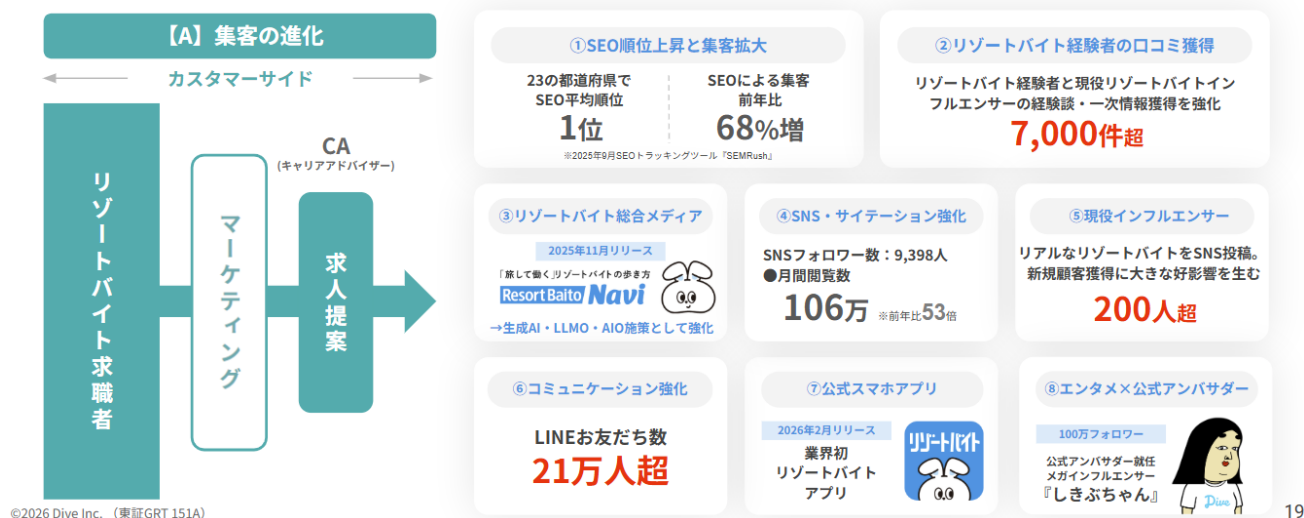 【A】集客の進化
カスタマーサイド
リゾートバイト求職者
マーケティング
CA
(キャリアアドバイザー)
求人提案
①SEO順位上昇と集客拡大
23の都道府県で
SEO平均順位
1位
SEOによる集客
前年比
68%増
※2025年9月SEOトラッキングツール『SEMRush』
②リゾートバイト経験者の口コミ獲得
リゾートバイト経験者と現役リゾートバイトイン
フルエンサーの経験談・一次情報獲得を強化
7,000件超
③リゾートバイト総合メディア
2025年11月リリース
「旅して働く」リゾートバイトの歩き方
Resort Baito Navi
→生成AI・LLMO・AIO施策として強化
④SNS・サイテーション強化
SNSフォロワー数：9,398人
●月間閲覧数
106万 ※前年比53倍
⑤現役インフルエンサー
リアルなリゾートバイトをSNS投稿。
新規顧客獲得に大きな好影響を生む
200人超
⑥コミュニケーション強化
LINEお友だち数
21万人超
⑦公式スマホアプリ
2026年2月リリース
業界初
リゾートバイト
アプリ
リゾートバイト
⑧エンタメ×公式アンバサダー
100万フォロワー
公式アンバサダー就任
メガインフルエンサー
『しきぶちゃん』
Dive
©2026 Dive Inc. （東証GRT 151A）
19